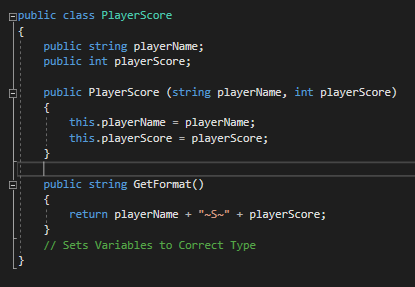 public class PlayerScore
{
public string playerName;
public int playerScore;
public PlayerScore (string playerName, int playerScore)
{
this.playerName = playerName;
this.playerScore = playerScore;
}
public string GetFormat()
{
return playerName + "~S~" + playerScore;
}
// Sets Variables to Correct Type
}